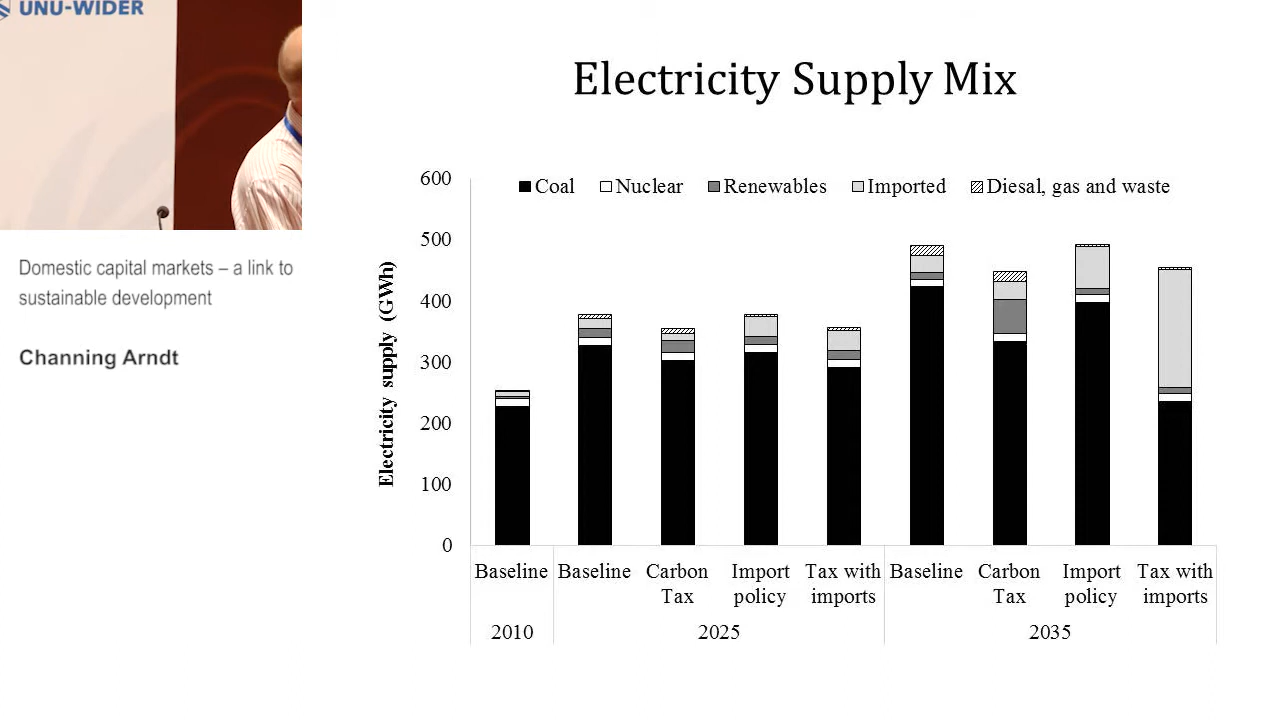 UNU-WIDER
Domestic capital markets – a link to
sustainable development
Channing Arndt
Electricity Supply Mix
Coal
Nuclear
Renewables
Imported
Diesal, gas and waste
Electricity supply (GWh)
600
500
400
300
200
100
0
Baseline
Baseline
Carbon
Tax
Import
policy
Tax with
imports
Baseline
Carbon
Tax
Import
policy
Tax with
imports
2010
2025
2035